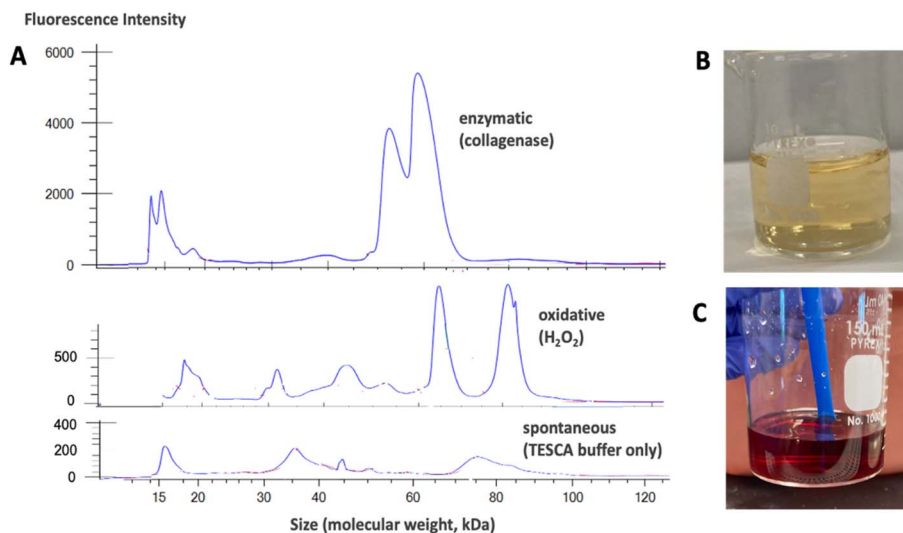 Fluorescence Intensity
A
6000
4000
2000
0
enzymatic
(collagenase)
500
0
oxidative
(H₂O₂)
400
200
0
spontaneous
(TESCA buffer only)
15 20 30 40 60 80 100 120
Size (molecular weight, kDa)
B
PYREX®
C
150 mL
PYREX
No. 1000